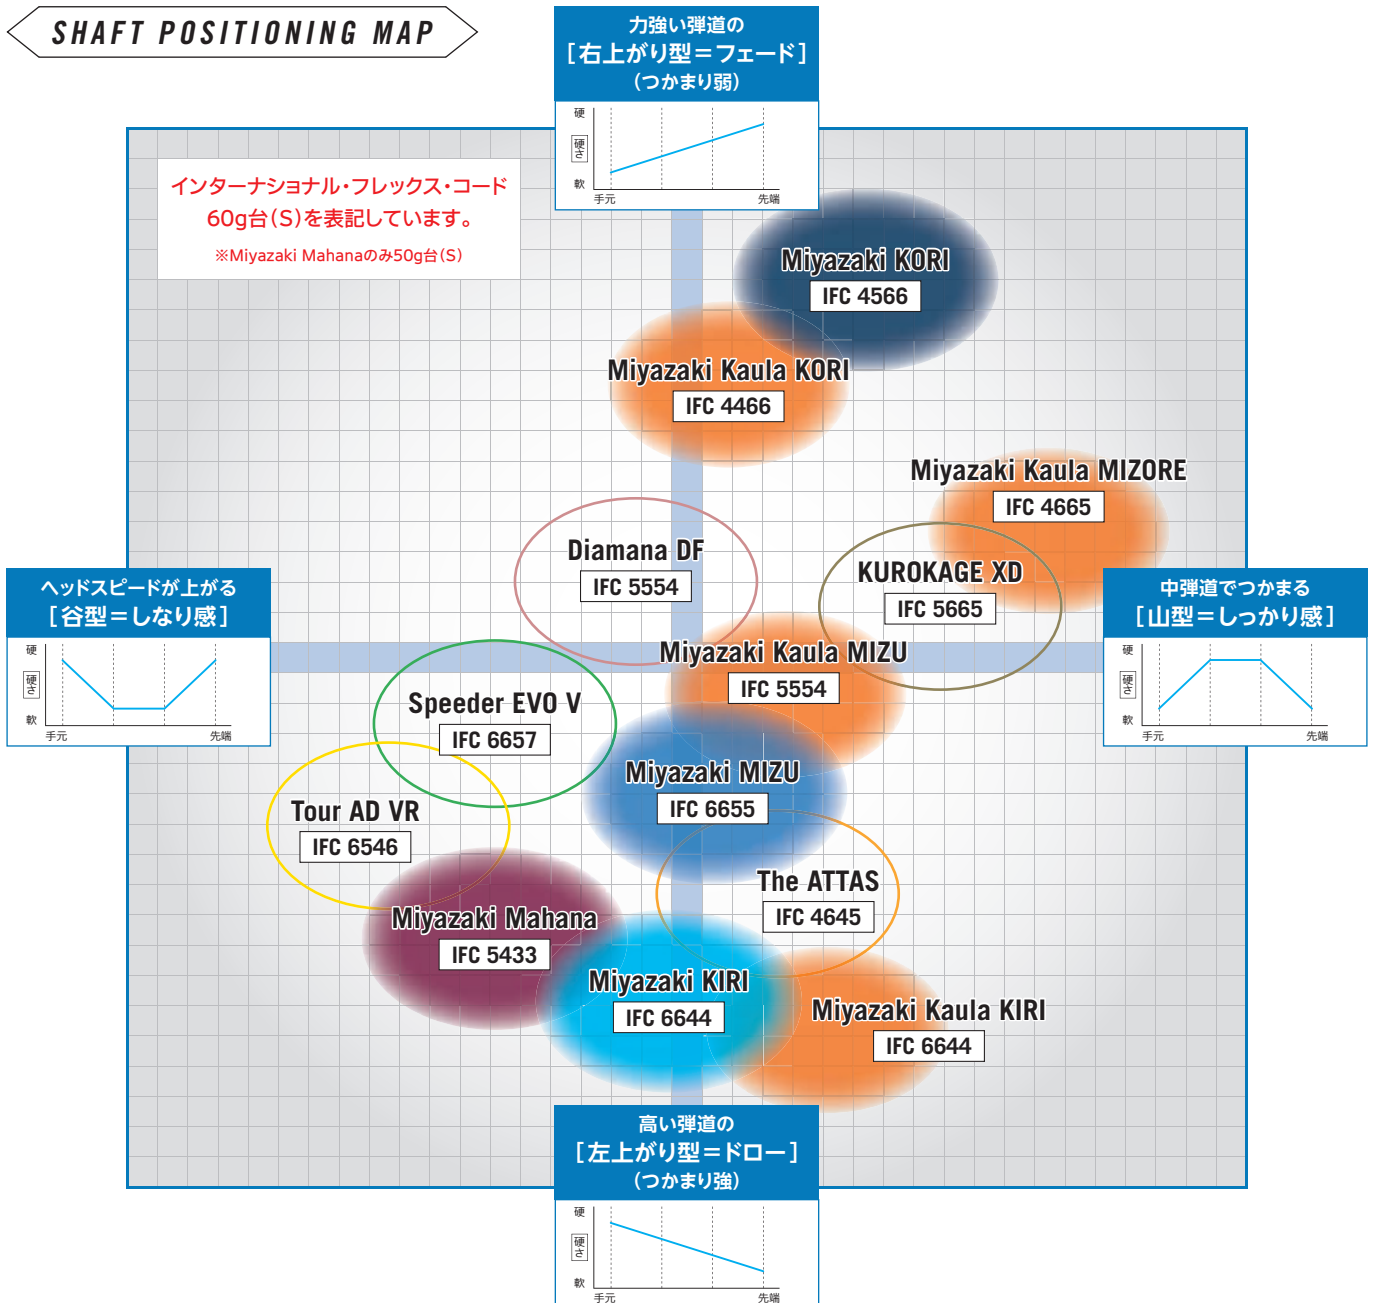 SHAFT POSITIONING MAP
力強い弾道の
［右上がり型＝フェード］
（つかまり弱）
硬
硬さ
軟
手元
先端
インターナショナル・フレックス・コード
60g台（S）を表記しています。
※Miyazaki Mahanaのみ50g台（S）
Miyazaki KORI
IFC 4566
Miyazaki Kaula KORI
IFC 4466
Miyazaki Kaula MIZORE
IFC 4665
Diamana DF
IFC 5554
KUROKAGE XD
IFC 5665
ヘッドスピードが上がる
［谷型＝しなり感］
硬
硬さ
軟
手元
先端
中弾道でつかまる
［山型＝しっかり感］
硬
硬さ
軟
手元
先端
Miyazaki Kaula MIZU
IFC 5554
Speeder EVO V
IFC 6657
Miyazaki MIZU
IFC 6655
Tour AD VR
IFC 6546
The ATTAS
IFC 4645
Miyazaki Mahana
IFC 5433
Miyazaki KIRI
IFC 6644
Miyazaki Kaula KIRI
IFC 6644
高い弾道の
［左上がり型＝ドロー］
（つかまり強）
硬
硬さ
軟
手元
先端